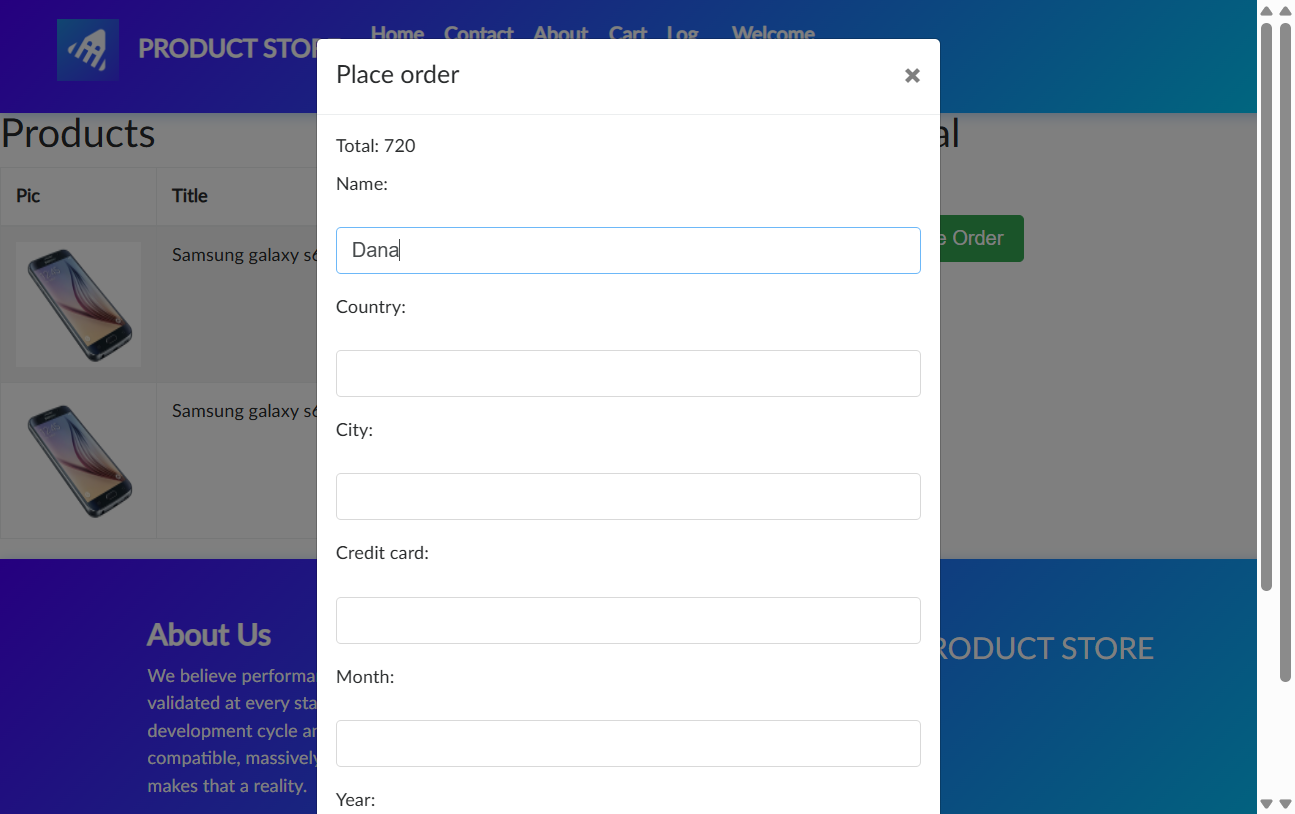 PRODUCT STO
Home Contact About Cart Log Welcome
Place order
×
Products
al
Total: 720
Name:
Pic Title
Dana
Samsung galaxy s6
e Order
Country:
City:
Samsung galaxy s6
Credit card:
About Us
RODUCT STORE
We believe performa
validated at every sta
Month:
development cycle an
compatible, massively
makes that a reality.
Year: